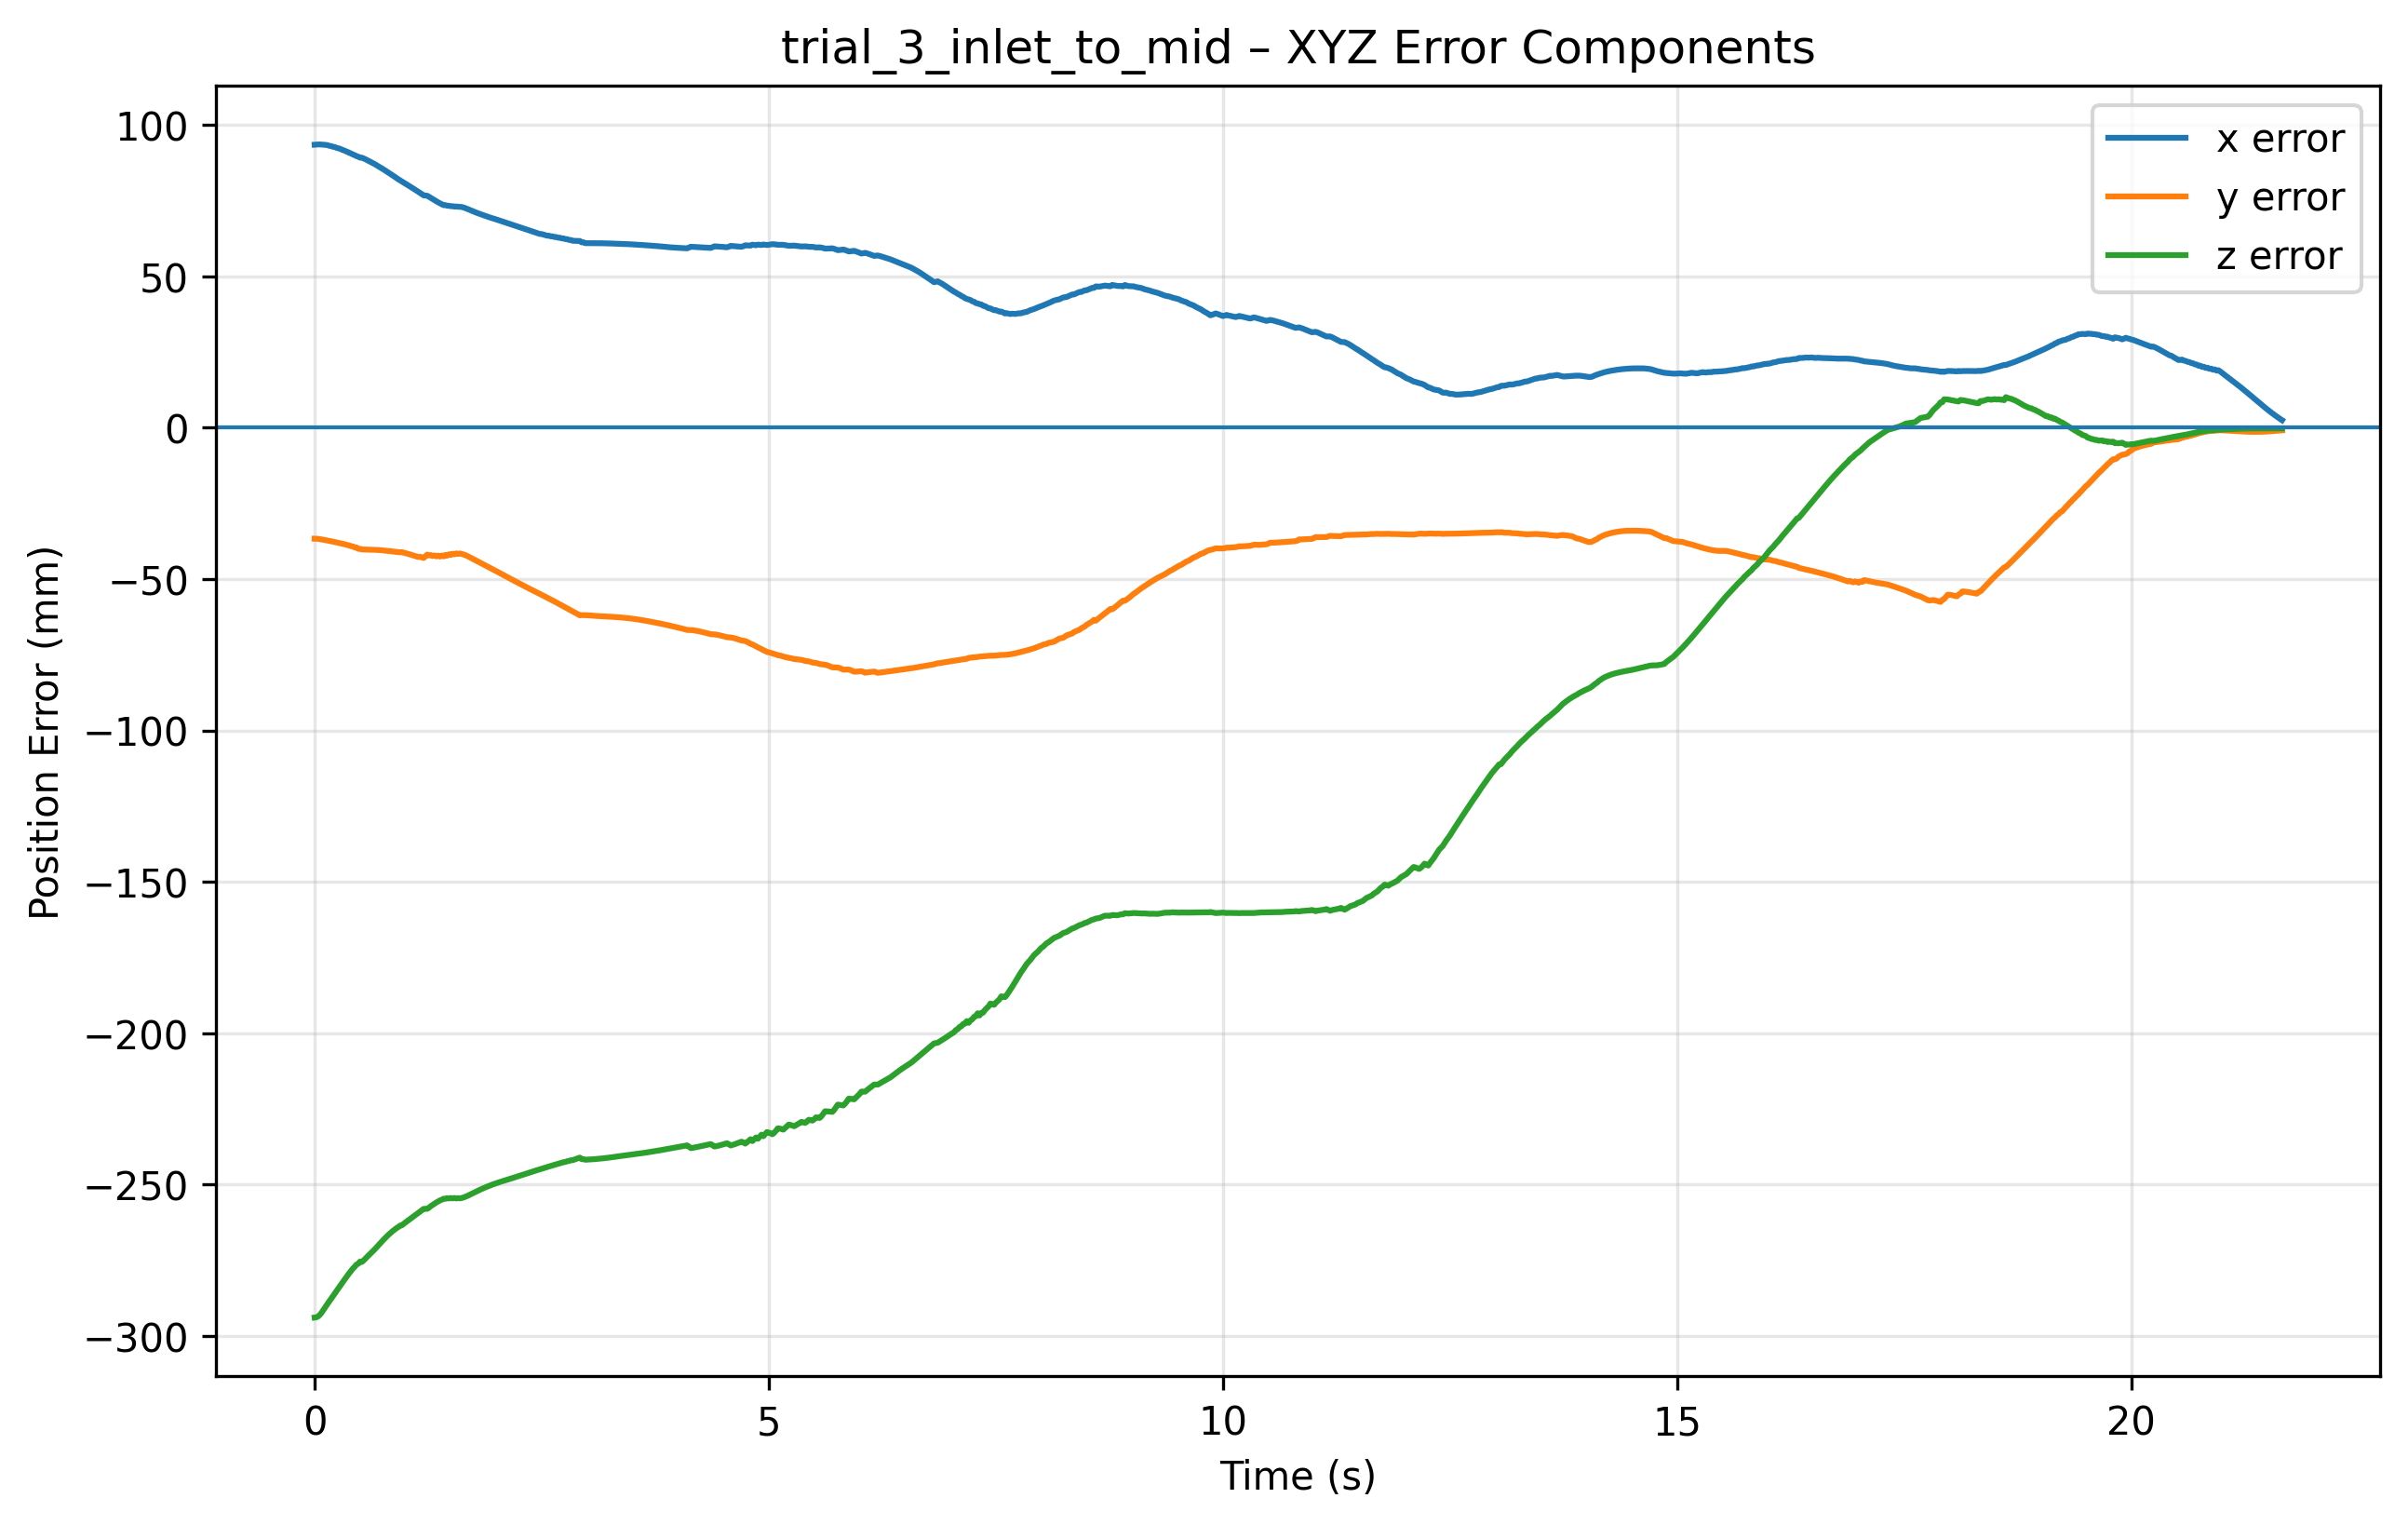 trial_3_inlet_to_mid – XYZ Error Components
x error
y error
z error
Position Error (mm)
100
50
0
−50
−100
−150
−200
−250
−300
0
5
10
15
20
Time (s)